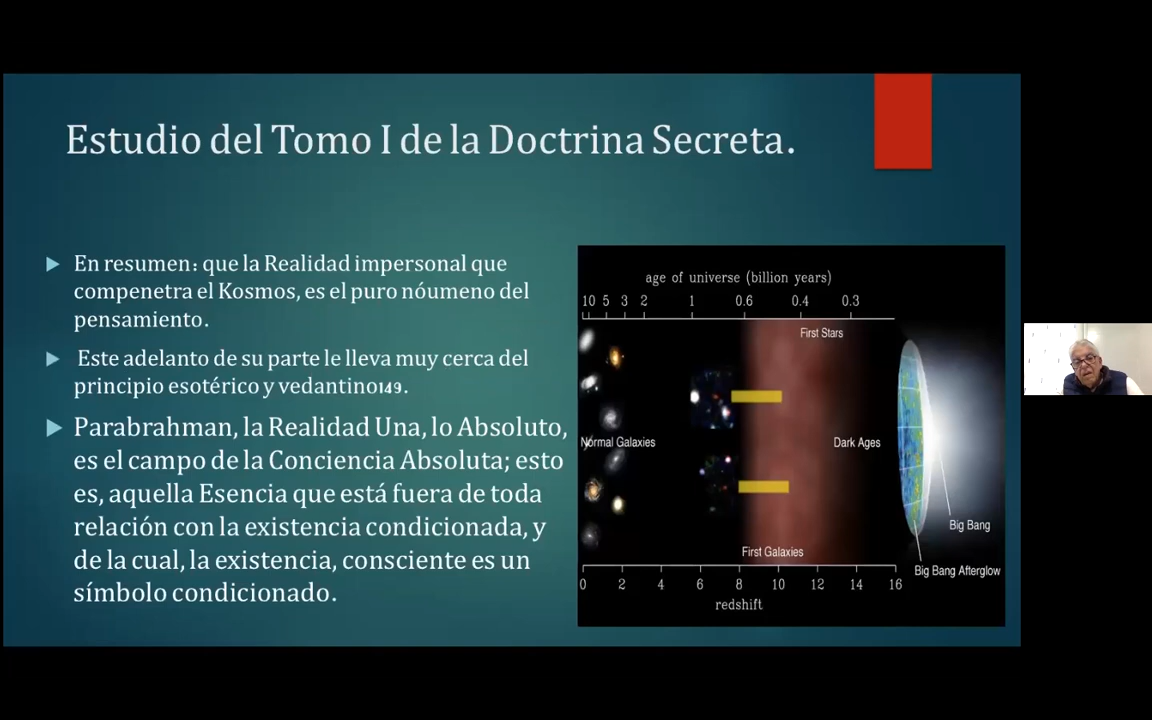 Estudio del Tomo I de la Doctrina Secreta.
En resumen: que la Realidad impersonal que
compenetra el Kosmos, es el puro nóumeno del
pensamiento.
Este adelanto de su parte le lleva muy cerca del
principio esotérico y vedantino149.
Parabrahman, la Realidad Una, lo Absoluto,
es el campo de la Conciencia Absoluta; esto
es, aquella Esencia que está fuera de toda
relación con la existencia condicionada, y
de la cual, la existencia, consciente es un
símbolo condicionado.
age of universe (billion years)
10 5 3 2 1 0.6 0.4 0.3
First Stars
Normal Galaxies
Dark Ages
Big Bang
First Galaxies
Big Bang Afterglow
0 2 4 6 8 10 12 14 16
redshift